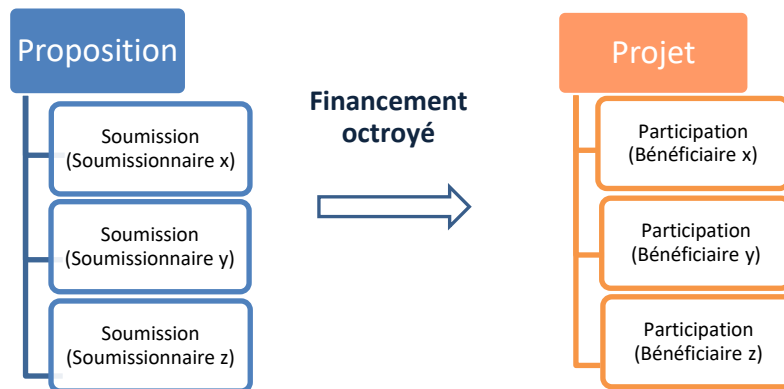 Proposition
Soumission
(Soumissionnaire x)
Soumission
(Soumissionnaire y)
Soumission
(Soumissionnaire z)
Financement
octroyé
Projet
Participation
(Bénéficiaire x)
Participation
(Bénéficiaire y)
Participation
(Bénéficiaire z)